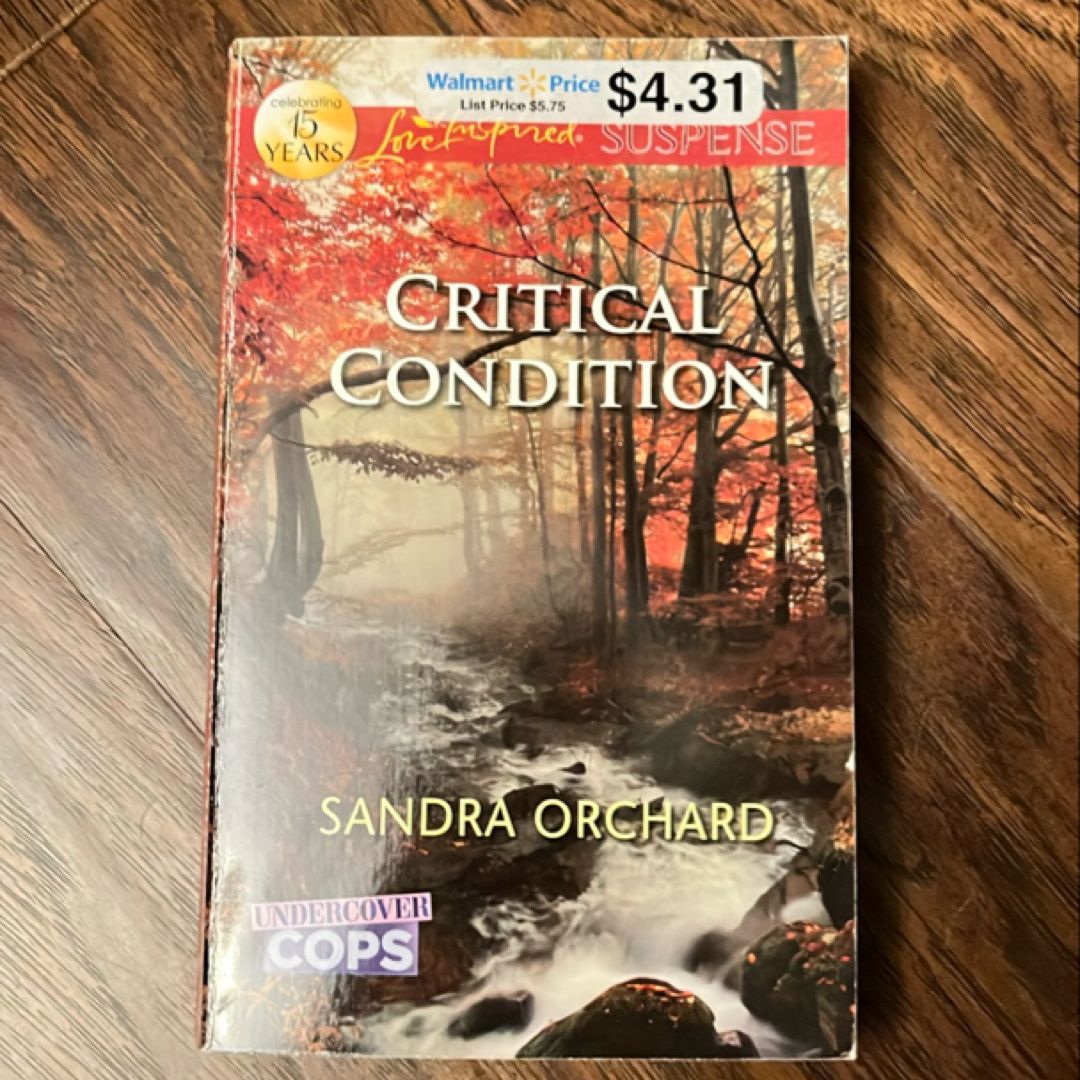 Walmart Price $4.31
List Price $5.75
celebrating
15
YEARS
Love Inspired® SUSPENSE
CRITICAL
CONDITION
SANDRA ORCHARD
UNDERCOVER
COPS